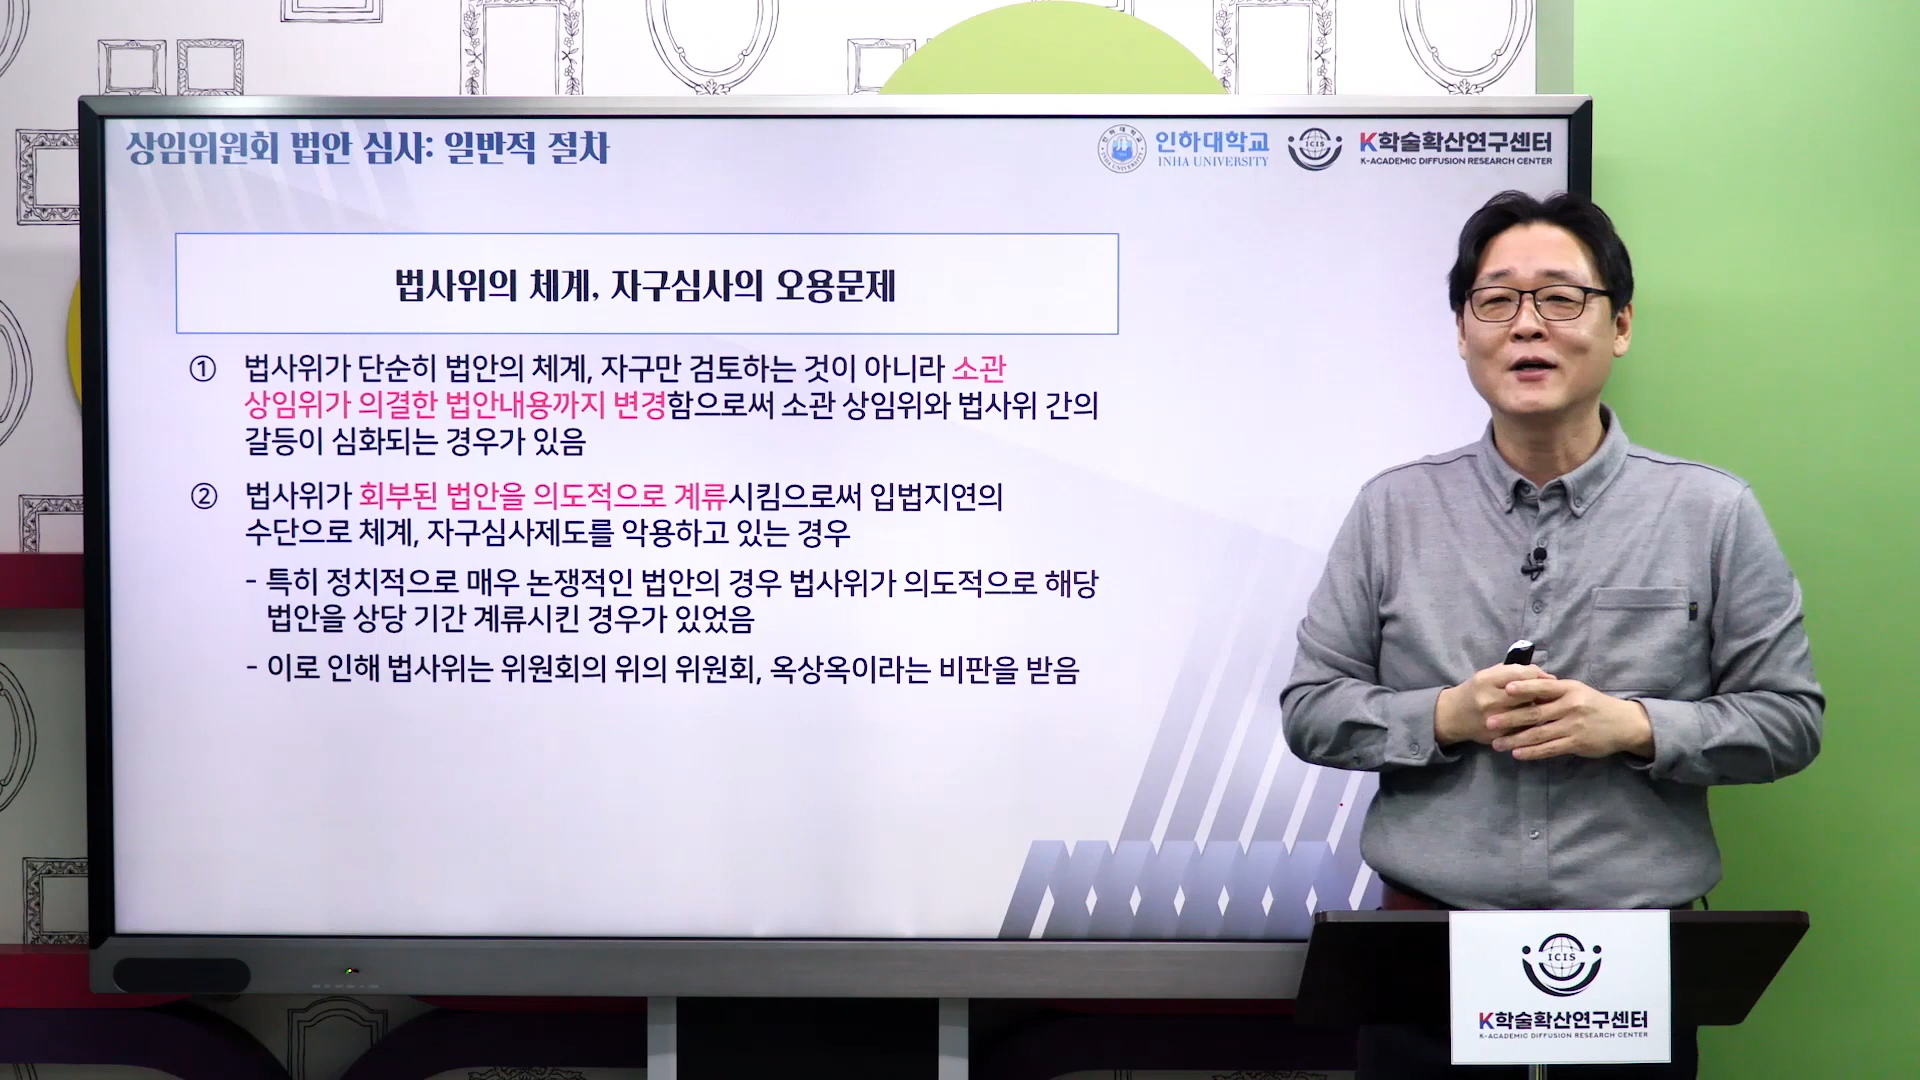 상임위원회 법안 심사: 일반적 절차
인하대학교
INHA UNIVERSITY
ICIS
K학술확산연구센터
K-ACADEMIC DIFFUSION RESEARCH CENTER
법사위의 체계, 자구심사의 오용문제
① 법사위가 단순히 법안의 체계, 자구만 검토하는 것이 아니라 소관
상임위가 의결한 법안내용까지 변경함으로써 소관 상임위와 법사위 간의
갈등이 심화되는 경우가 있음
② 법사위가 회부된 법안을 의도적으로 계류시킴으로써 입법지연의
수단으로 체계, 자구심사제도를 악용하고 있는 경우
- 특히 정치적으로 매우 논쟁적인 법안의 경우 법사위가 의도적으로 해당
법안을 상당 기간 계류시킨 경우가 있었음
- 이로 인해 법사위는 위원회의 위의 위원회, 옥상옥이라는 비판을 받음
ICIS
K학술확산연구센터
K-ACADEMIC DIFFUSION RESEARCH CENTER